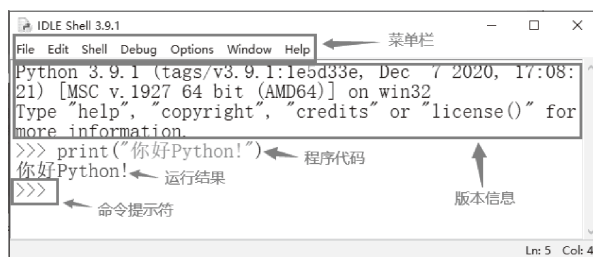 IDLE Shell 3.9.1
File Edit Shell Debug Options Window Help
菜单栏
Python 3.9.1 (tags/v3.9.1:1e5d33e, Dec  7 2020, 17:08:
21) [MSC v.1927 64 bit (AMD64)] on win32
Type "help", "copyright", "credits" or "license()" for
more information.
>>> print("你好Python!")
程序代码
你好Python!
运行结果
>>>
命令提示符
版本信息
Ln: 5 Col: 4